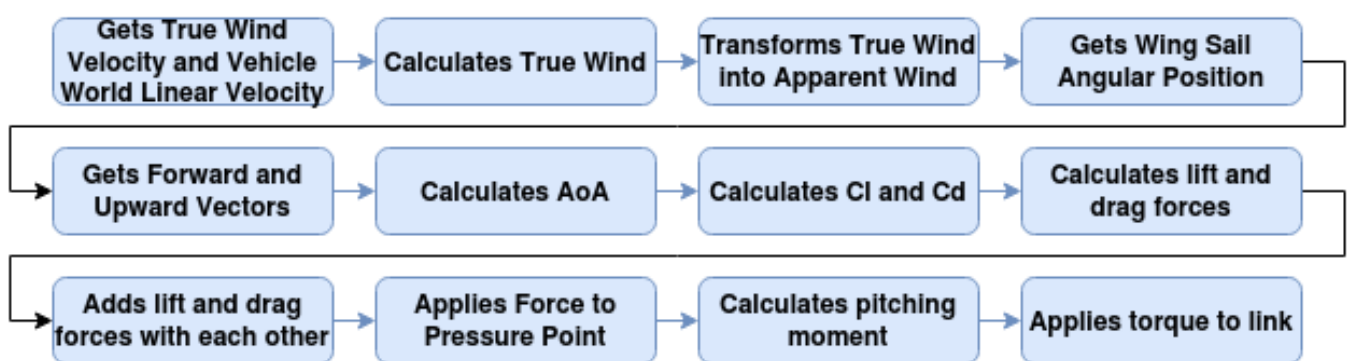 Gets True Wind
Velocity and Vehicle
World Linear Velocity
Calculates True Wind
Transforms True Wind
into Apparent Wind
Gets Wing Sail
Angular Position
Gets Forward and
Upward Vectors
Calculates AoA
Calculates Cl and Cd
Calculates lift and
drag forces
Adds lift and drag
forces with each other
Applies Force to
Pressure Point
Calculates pitching
moment
Applies torque to link